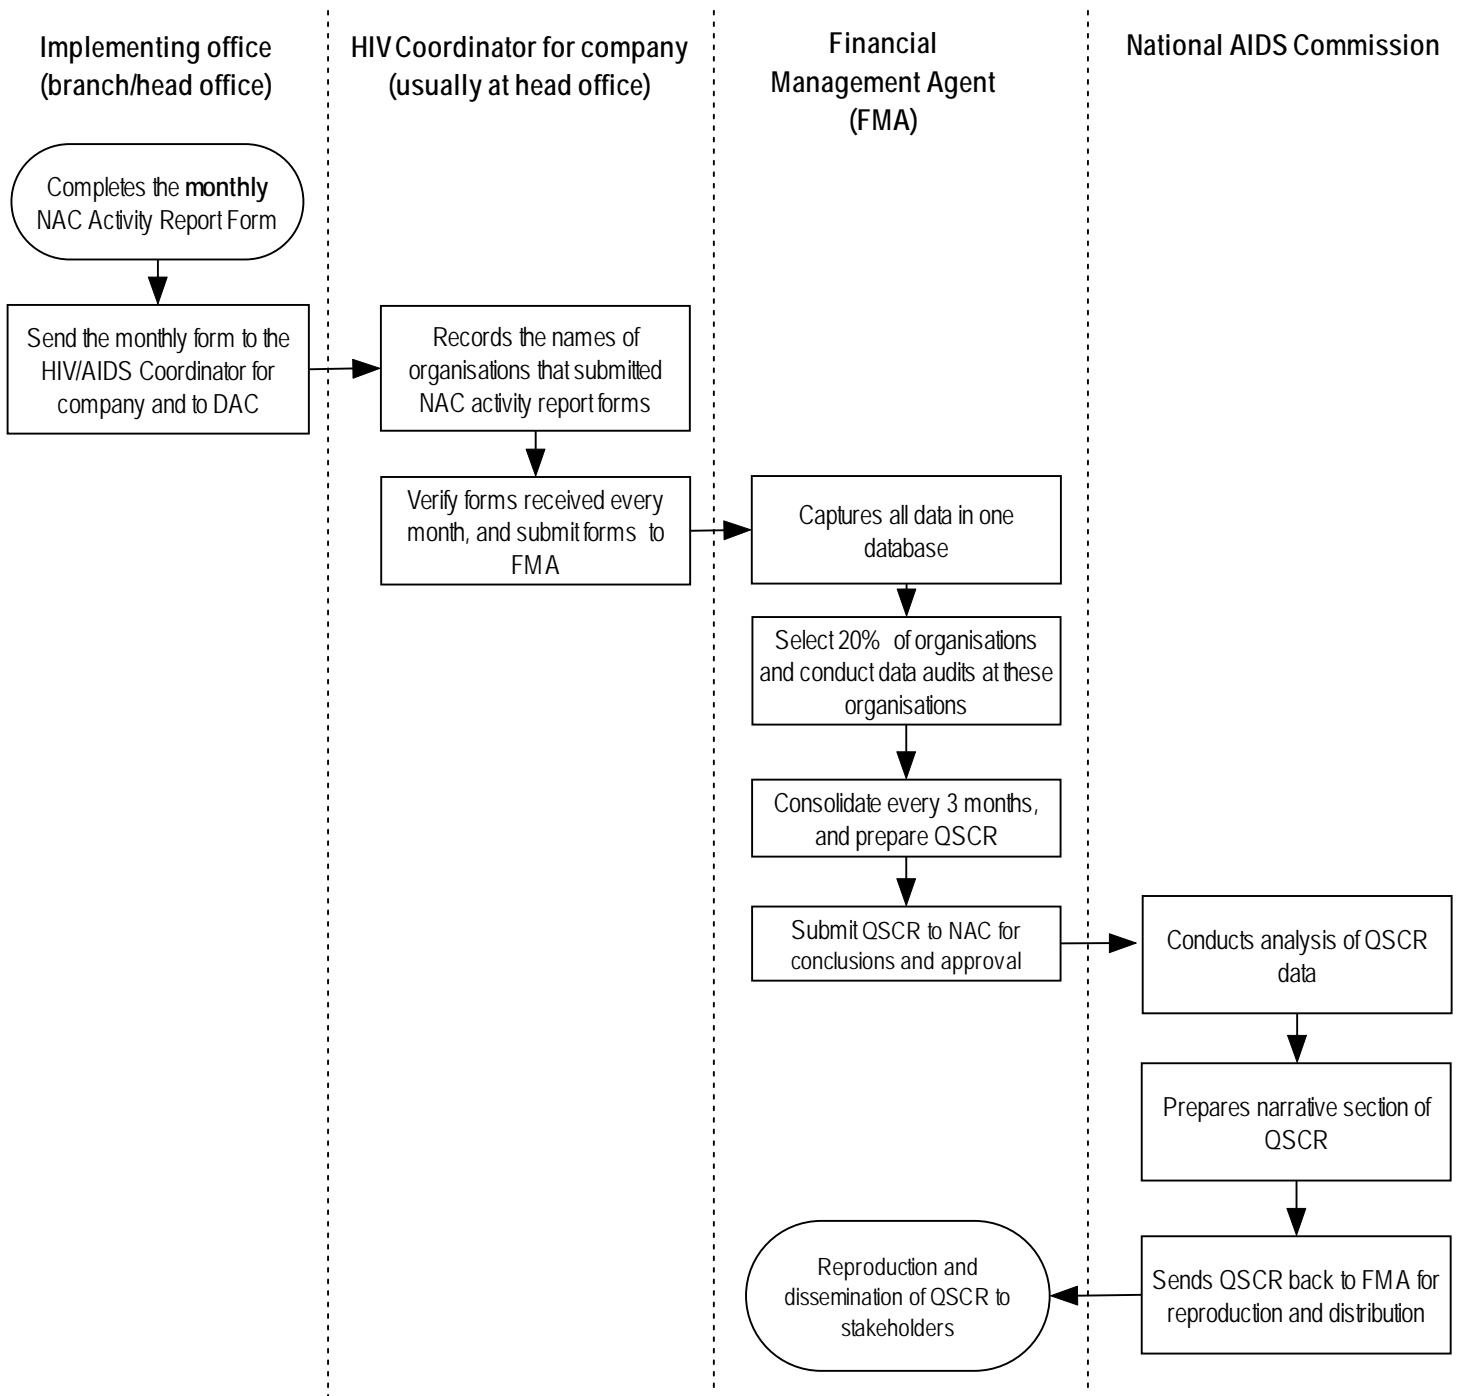 Implementing office
(branch/head office)
HIV Coordinator for company
(usually at head office)
Financial
Management Agent
(FMA)
National AIDS Commission
Completes the monthly
NAC Activity Report Form
Send the monthly form to the
HIV/AIDS Coordinator for
company and to DAC
Records the names of
organisations that submitted
NAC activity report forms
Verify forms received every
month, and submit forms to
FMA
Captures all data in one
database
Select 20% of organisations
and conduct data audits at these
organisations
Consolidate every 3 months,
and prepare QSCR
Submit QSCR to NAC for
conclusions and approval
Conducts analysis of QSCR
data
Prepares narrative section of
QSCR
Sends QSCR back to FMA for
reproduction and distribution
Reproduction and
dissemination of QSCR to
stakeholders